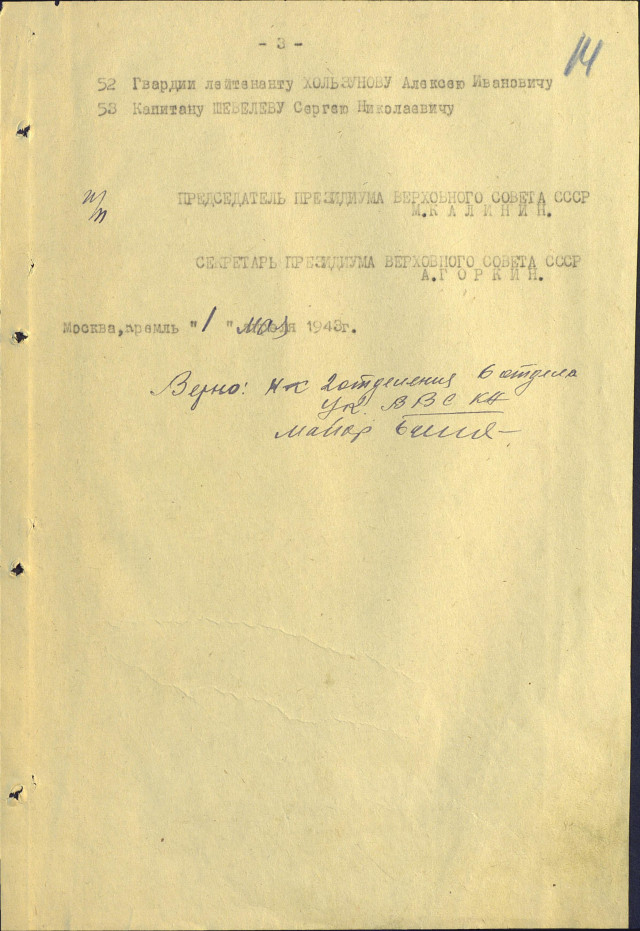 - 3 -
14
52 Гвардии лейтенанту ХОЛЬЗУНОВУ Алексею Ивановичу
53 Капитану ШЕВЕЛЕВУ Сергею Николаевичу
п/п
ПРЕДСЕДАТЕЛЬ ПРЕЗИДИУМА ВЕРХОВНОГО СОВЕТА СССР
М.КАЛИНИН.
СЕКРЕТАРЬ ПРЕЗИДИУМА ВЕРХОВНОГО СОВЕТА СССР
А.ГОРКИН.
Москва, Кремль "1" мая 1943г.
Верно: Н-к 2 отделения 6 отдела
УК ВВС КА
майор